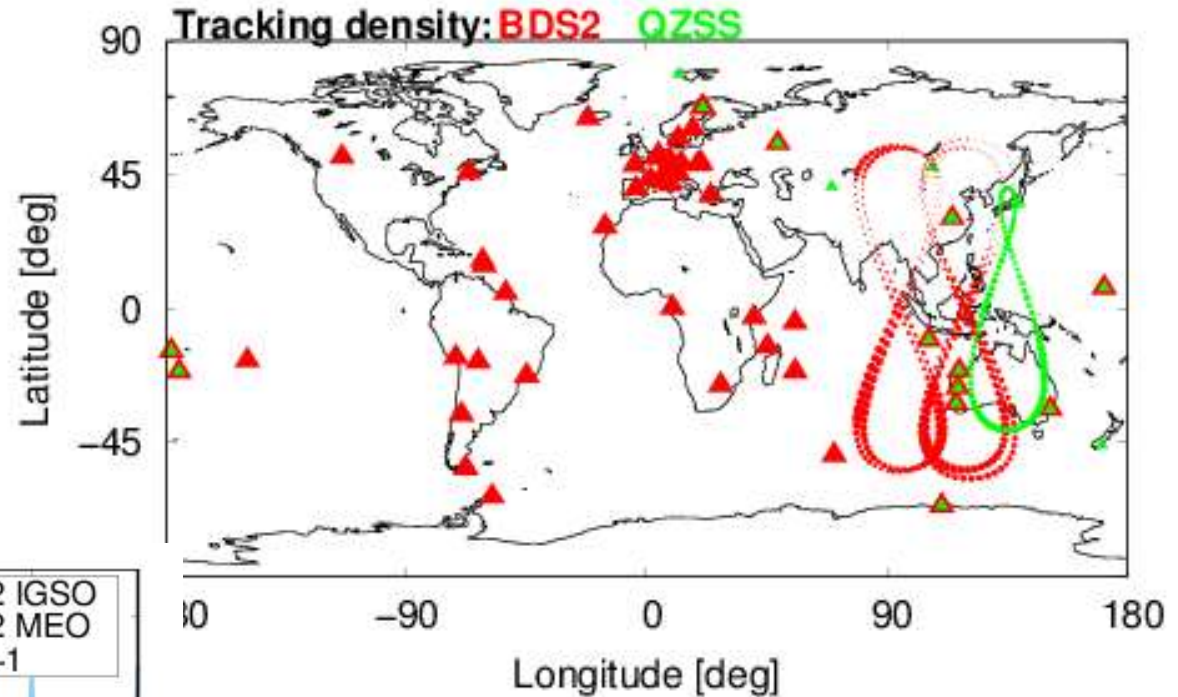 Tracking density: BDS2 QZSS
90
45
0
−45
Latitude [deg]
2 IGSO
2 MEO
-1
30 −90 0 90 180
Longitude [deg]